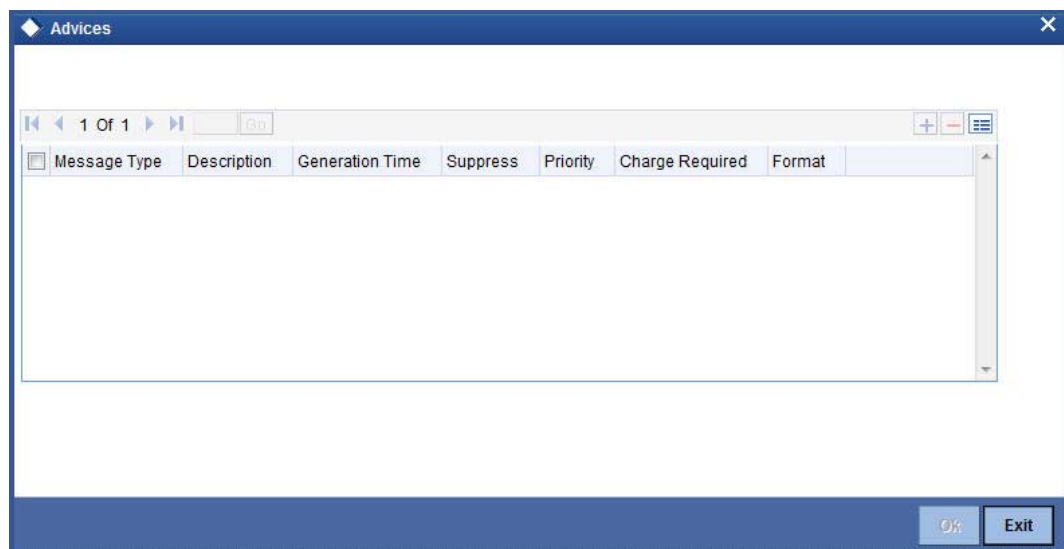 Advices
1 Of 1 Go
Message Type Description Generation Time Suppress Priority Charge Required Format
Ok Exit